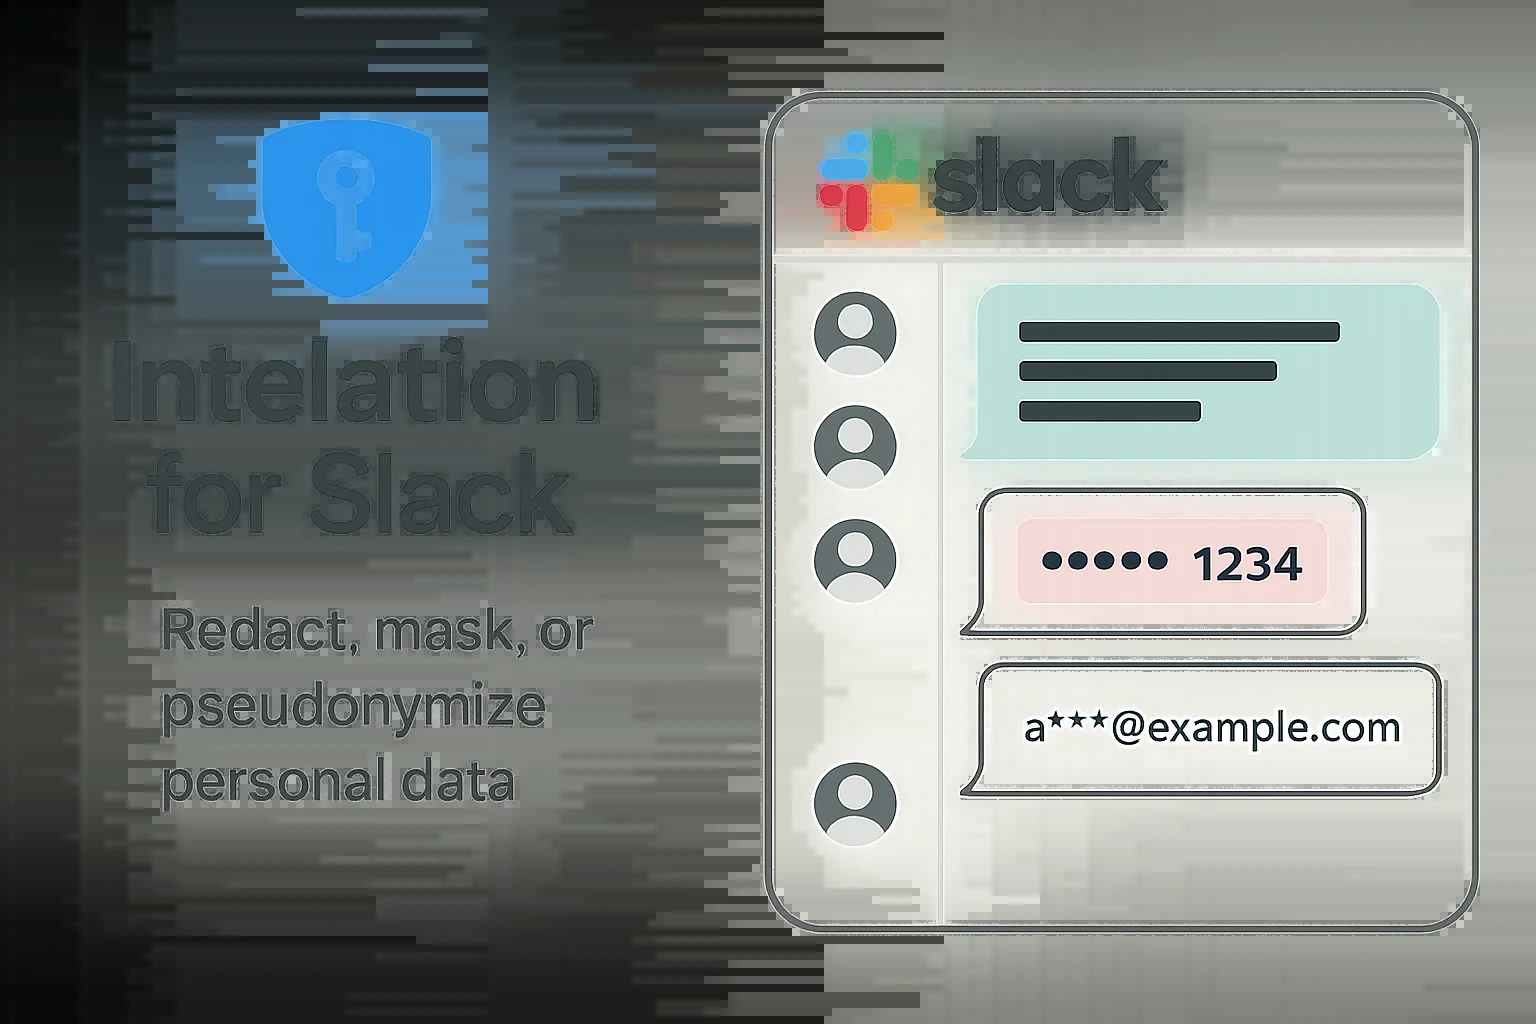 Intelation
for Slack
Redact, mask, or
pseudonymize
personal data
slack
●●●●● 1234
a★★★@example.com